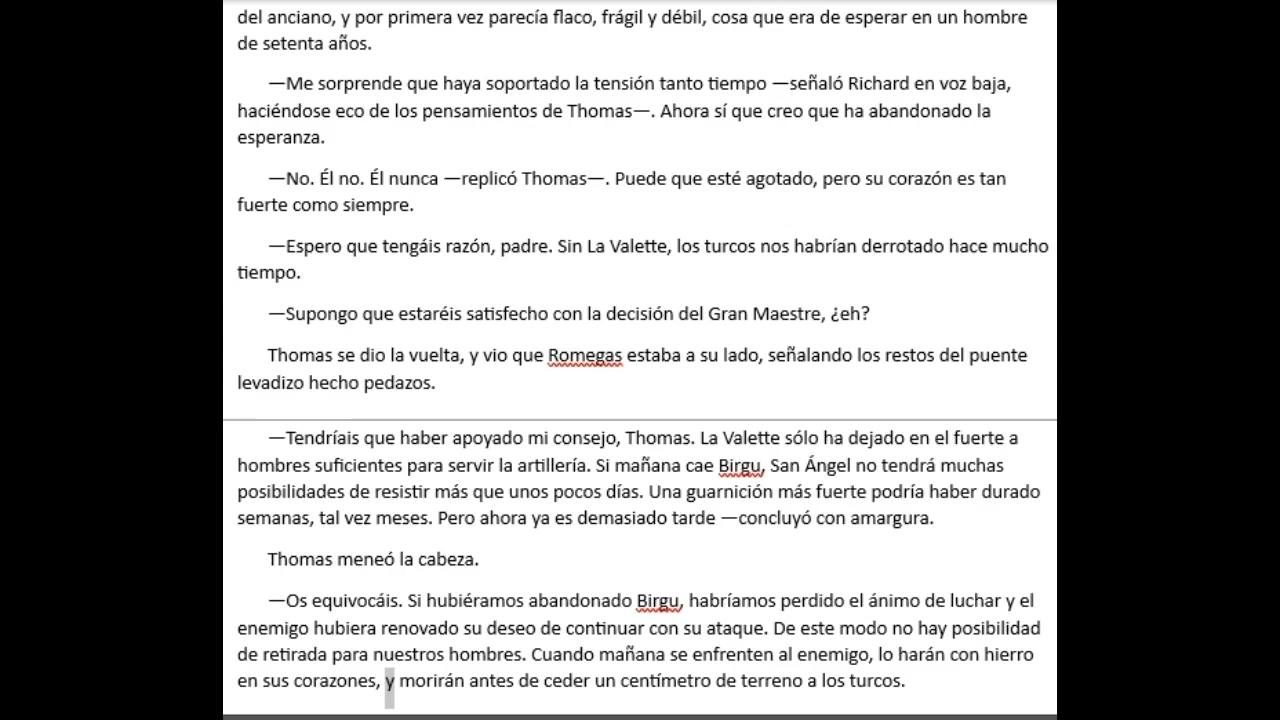 del anciano, y por primera vez parecía flaco, frágil y débil, cosa que era de esperar en un hombre
de setenta años.
—Me sorprende que haya soportado la tensión tanto tiempo —señaló Richard en voz baja,
haciéndose eco de los pensamientos de Thomas—. Ahora sí que creo que ha abandonado la
esperanza.
—No. Él no. Él nunca —replicó Thomas—. Puede que esté agotado, pero su corazón es tan
fuerte como siempre.
—Espero que tengáis razón, padre. Sin La Valette, los turcos nos habrían derrotado hace mucho
tiempo.
—Supongo que estaréis satisfecho con la decisión del Gran Maestre, ¿eh?
Thomas se dio la vuelta, y vio que Romegas estaba a su lado, señalando los restos del puente
levadizo hecho pedazos.
—Tendríais que haber apoyado mi consejo, Thomas. La Valette sólo ha dejado en el fuerte a
hombres suficientes para servir la artillería. Si mañana cae Birgu, San Ángel no tendrá muchas
posibilidades de resistir más que unos pocos días. Una guarnición más fuerte podría haber durado
semanas, tal vez meses. Pero ahora ya es demasiado tarde —concluyó con amargura.
Thomas meneó la cabeza.
—Os equivocáis. Si hubiéramos abandonado Birgu, habríamos perdido el ánimo de luchar y el
enemigo hubiera renovado su deseo de continuar con su ataque. De este modo no hay posibilidad
de retirada para nuestros hombres. Cuando mañana se enfrenten al enemigo, lo harán con hierro
en sus corazones, y morirán antes de ceder un centímetro de terreno a los turcos.